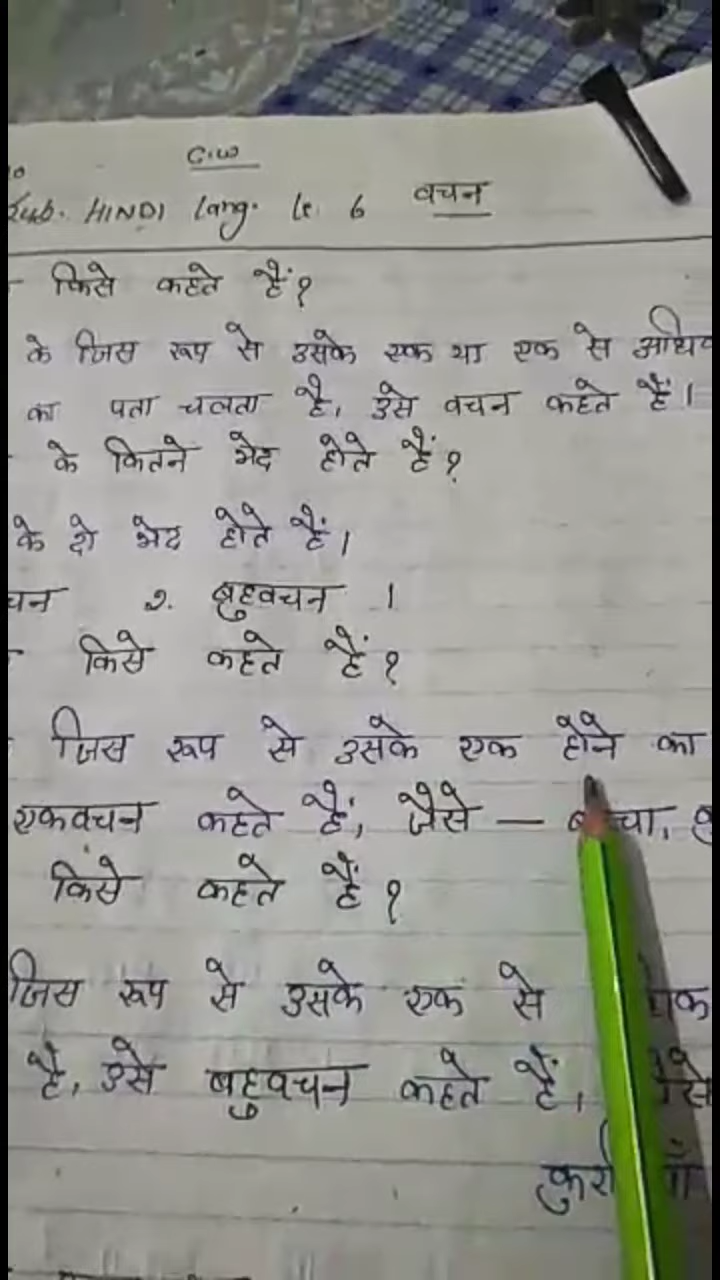 C.W
Sub. HINDI Lang. Le. 6 वचन
किसे कहते हैं?
के जिस रूप से उसके एक या एक से
का पता चलता है, उसे वचन कहते हैं।
के कितने भेद होते हैं?
के दो भेद होते हैं।
चन 2. बहुवचन ।
किसे कहते हैं?
जिस रूप से उसके एक होने का
एकवचन कहते हैं, जैसे —
किसे कहते हैं?
जिस रूप से उसके एक से
है, उसे बहुवचन कहते हैं,